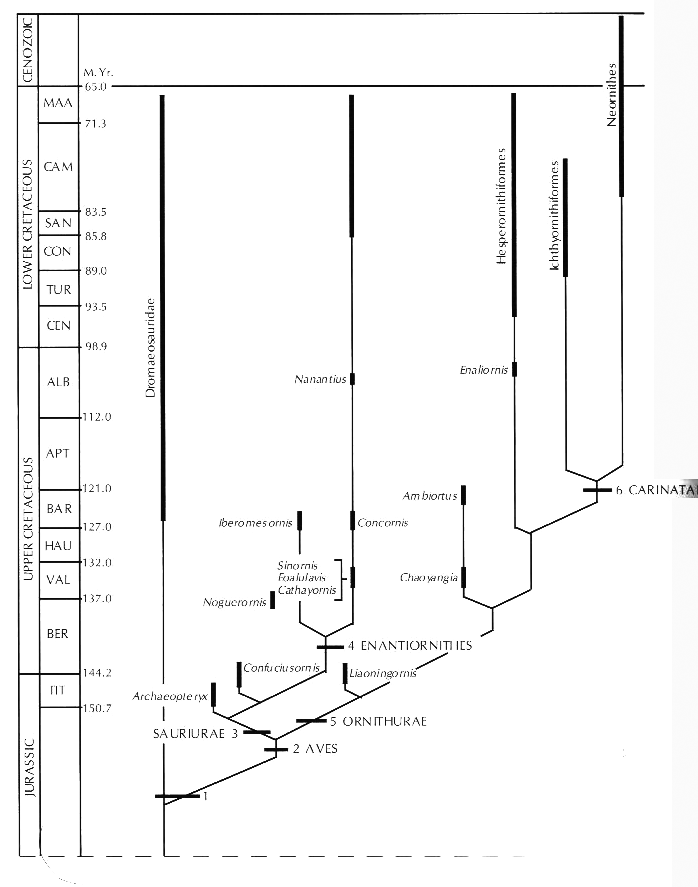 CENOZOIC
M. Yr.
65.0
MAA
71.3
CAM
83.5
SAN
85.8
CON
89.0
TUR
93.5
CEN
98.9
LOWER CRETACEOUS
ALB
112.0
APT
121.0
BAR
127.0
HAU
132.0
VAL
137.0
BER
144.2
UPPER CRETACEOUS
TIT
150.7
JURASSIC
Dromaeosauridae
Hesperornithiformes
Ichthyornithiformes
Neornithes
Nanantius
Enaliornis
Ambiortus
Iberomesornis
Concornis
Sinornis
Eoalulavis
Cathayornis
Chaoyangia
Noguerornis
6 CARINATAE
4 ENANTIORNITHES
Confuciusornis
Liaoningornis
Archaeopteryx
5 ORNITHURAE
SAURIURAE 3
2 AVES
1